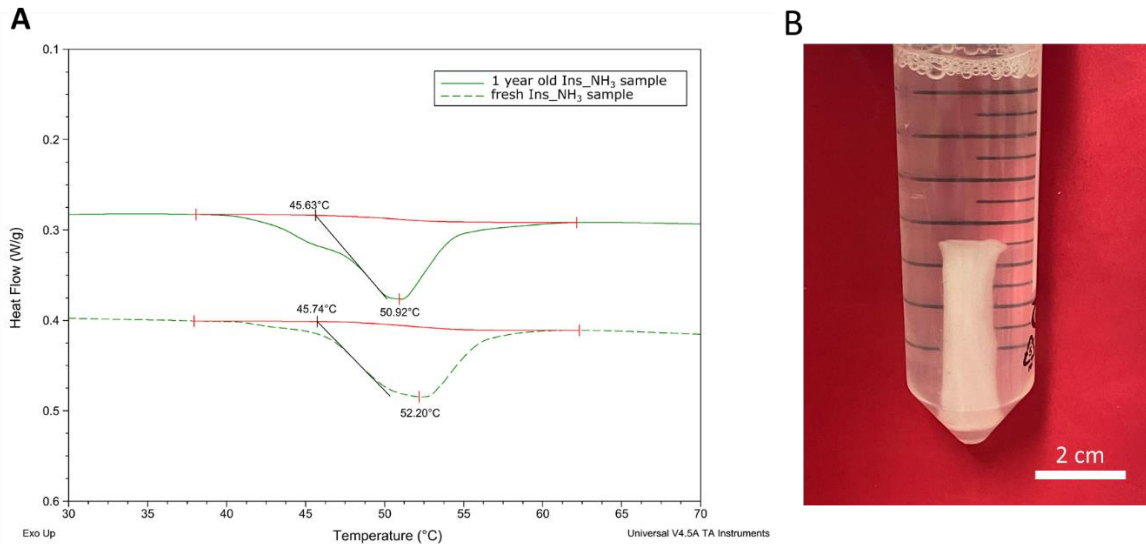 A
B
0.1
1 year old Ins_NH₃ sample
fresh Ins_NH₃ sample
0.2
45.63°C
0.3
45.74°C
50.92°C
0.4
52.20°C
0.5
0.6
Heat Flow (W/g)
30 35 40 45 50 55 60 65 70
Exo Up
Temperature (°C)
Universal V4.5A TA Instruments
2 cm